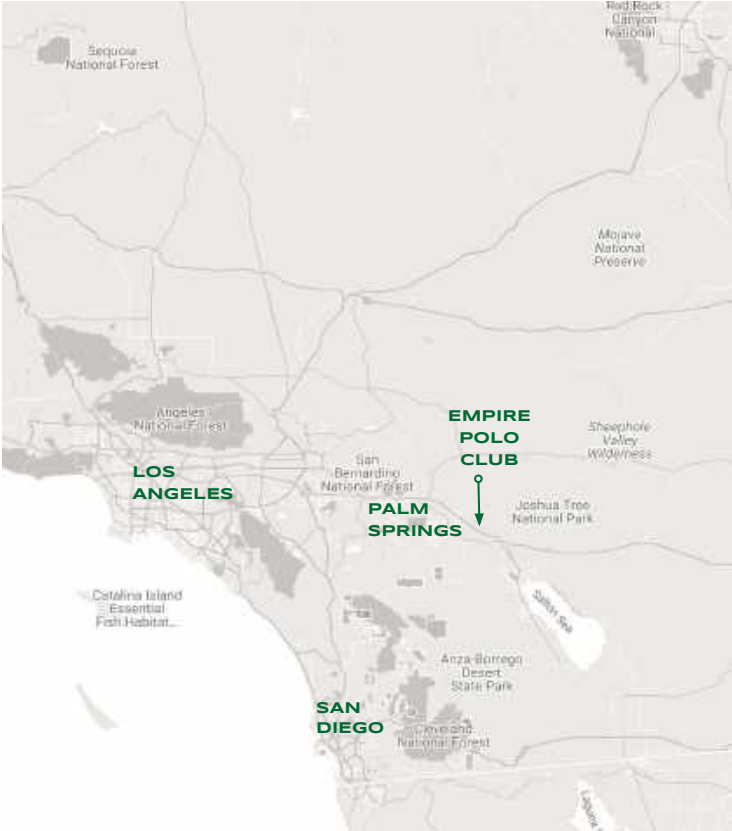 Red Rock
Canyon
National
Sequoia
National Forest
Mojave
National
Preserve
Angeles
National Forest
EMPIRE
POLO
CLUB
Sheephole
Valley
Wilderness
LOS
ANGELES
San
Bernardino
National Forest
PALM
SPRINGS
Joshua Tree
National Park
Catalina Island
Essential
Fish Habitat...
Salton Sea
Anza-Borrego
Desert
State Park
SAN
DIEGO
Cleveland
National Forest
Laguna